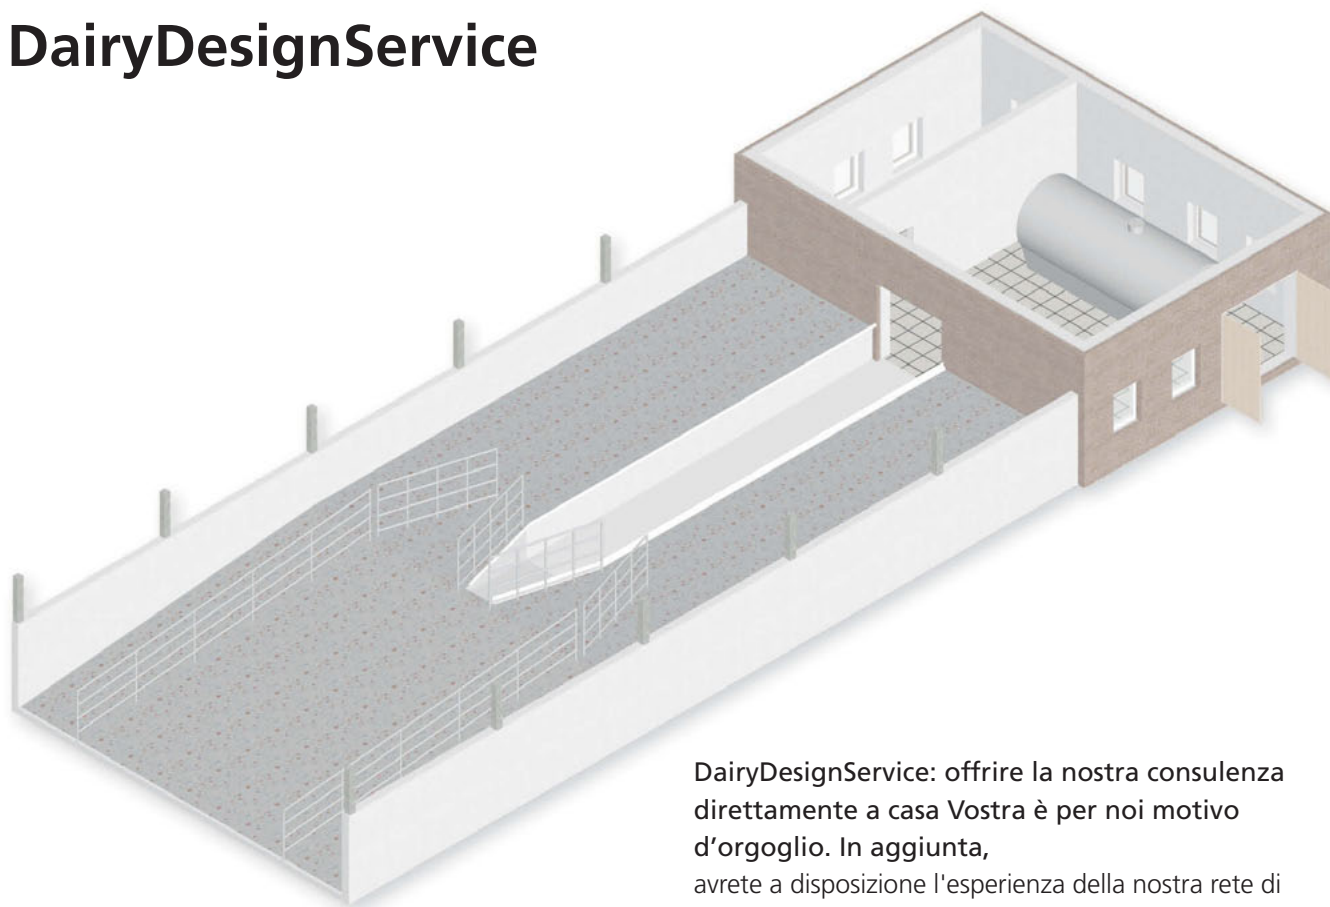 DairyDesignService
DairyDesignService: offrire la nostra consulenza
direttamente a casa Vostra è per noi motivo
d’orgoglio. In aggiunta,
avrete a disposizione l'esperienza della nostra rete di